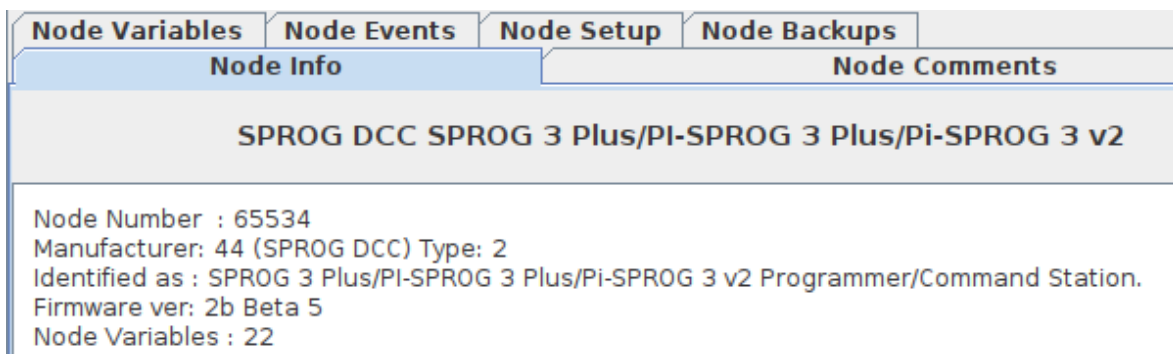 Node Variables Node Events Node Setup Node Backups
Node Info Node Comments
SPROG DCC SPROG 3 Plus/PI-SPROG 3 Plus/Pi-SPROG 3 v2
Node Number : 65534
Manufacturer: 44 (SPROG DCC) Type: 2
Identified as : SPROG 3 Plus/PI-SPROG 3 Plus/Pi-SPROG 3 v2 Programmer/Command Station.
Firmware ver: 2b Beta 5
Node Variables : 22